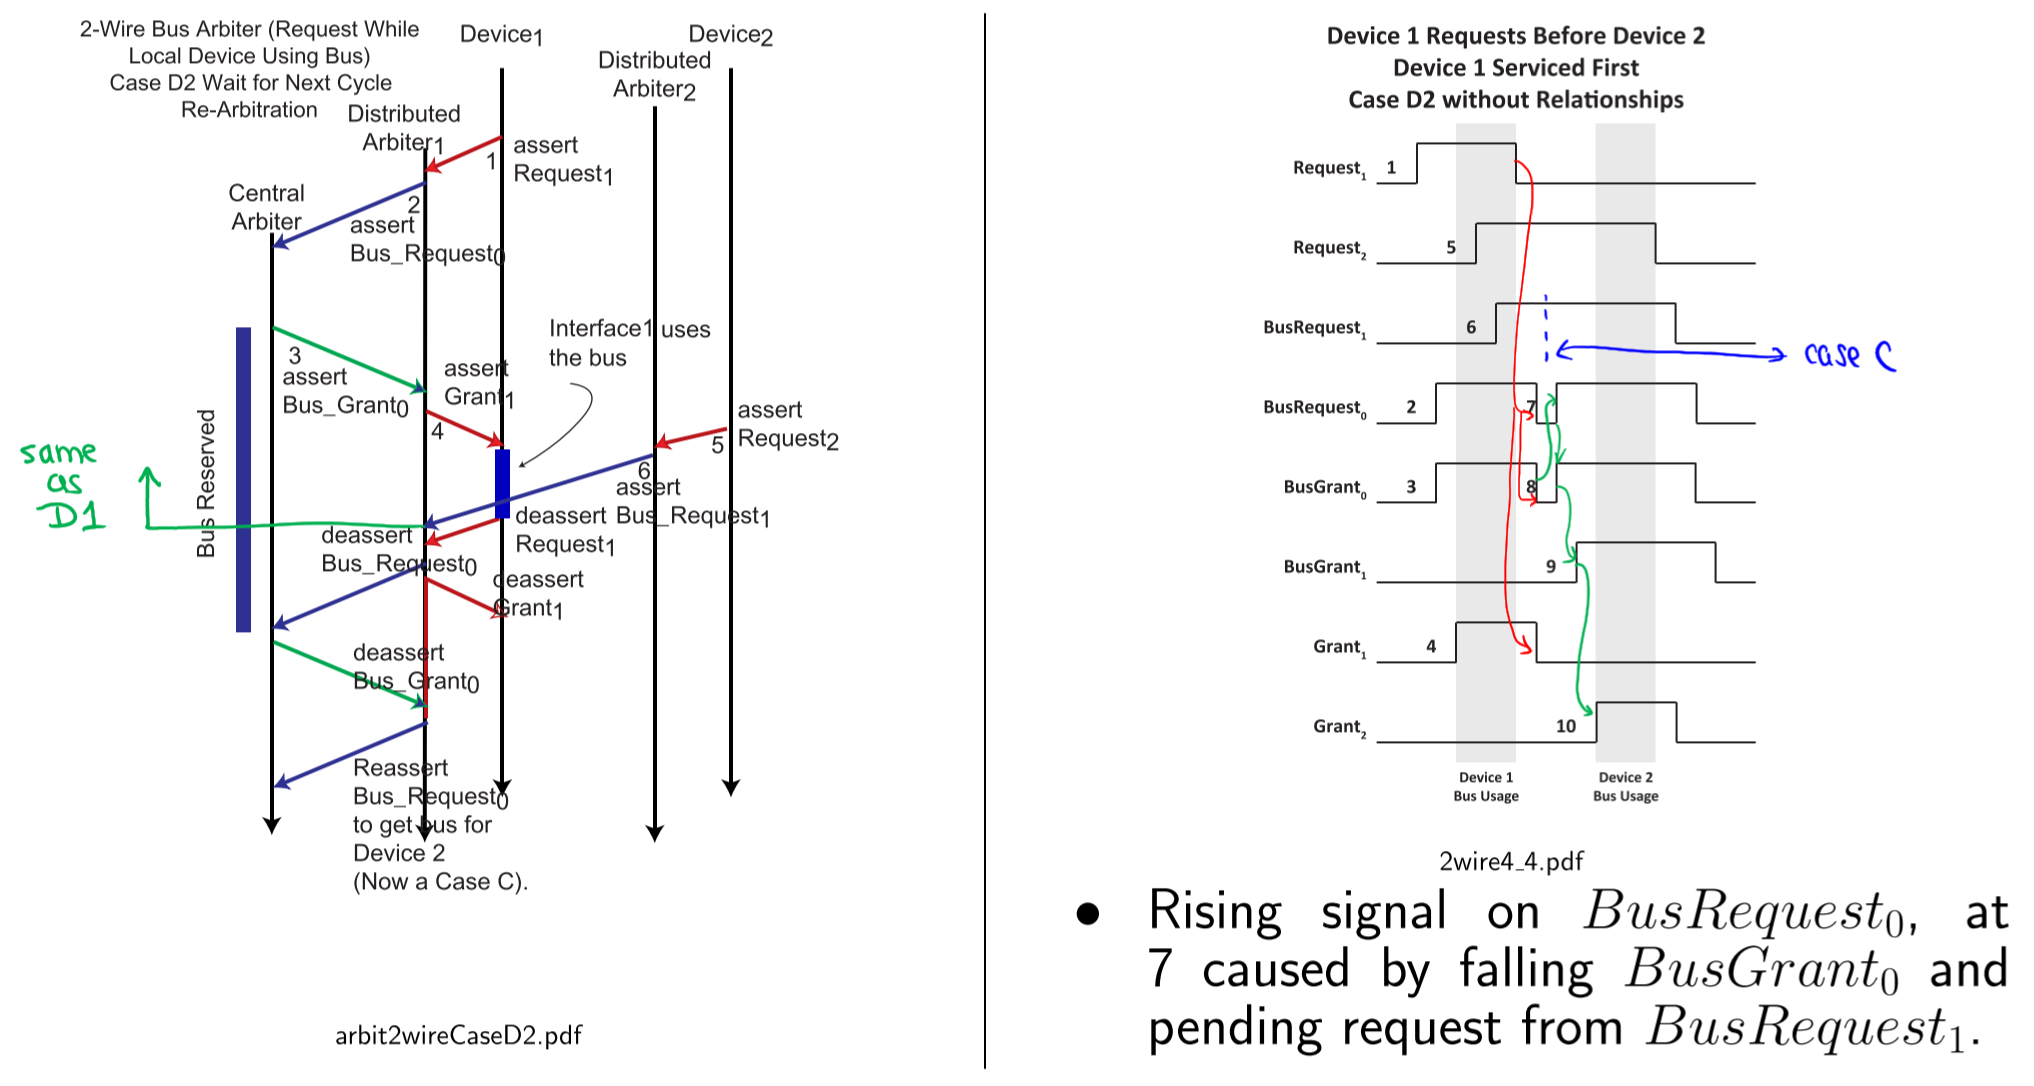 2-Wire Bus Arbiter (Request While
Local Device Using Bus)
Case D2 Wait for Next Cycle
Re-Arbitration
Device1
Device2
Distributed
Arbiter2
Distributed
Arbiter1
Central
Arbiter
1
assert
Request1
2
assert
Bus_Request0
3
assert
Bus_Grant0
assert
Grant1
4
Interface1 uses
the bus
assert
Request2
5
6
assert
Bus_Request1
deassert
Request1
Bus Reserved
same
as
D1
deassert
Bus_Request0
deassert
Grant1
deassert
Bus_Grant0
Reassert
Bus_Request0
to get bus for
Device 2
(Now a Case C).
arbit2wireCaseD2.pdf
Device 1 Requests Before Device 2
Device 1 Serviced First
Case D2 without Relationships
Request1 1
Request2 5
BusRequest1 6
case C
BusRequest0 2 7
BusGrant0 3 8
BusGrant1 9
Grant1 4
Grant2 10
Device 1
Bus Usage
Device 2
Bus Usage
2wire4_4.pdf
• Rising signal on BusRequest0, at
7 caused by falling BusGrant0 and
pending request from BusRequest1.